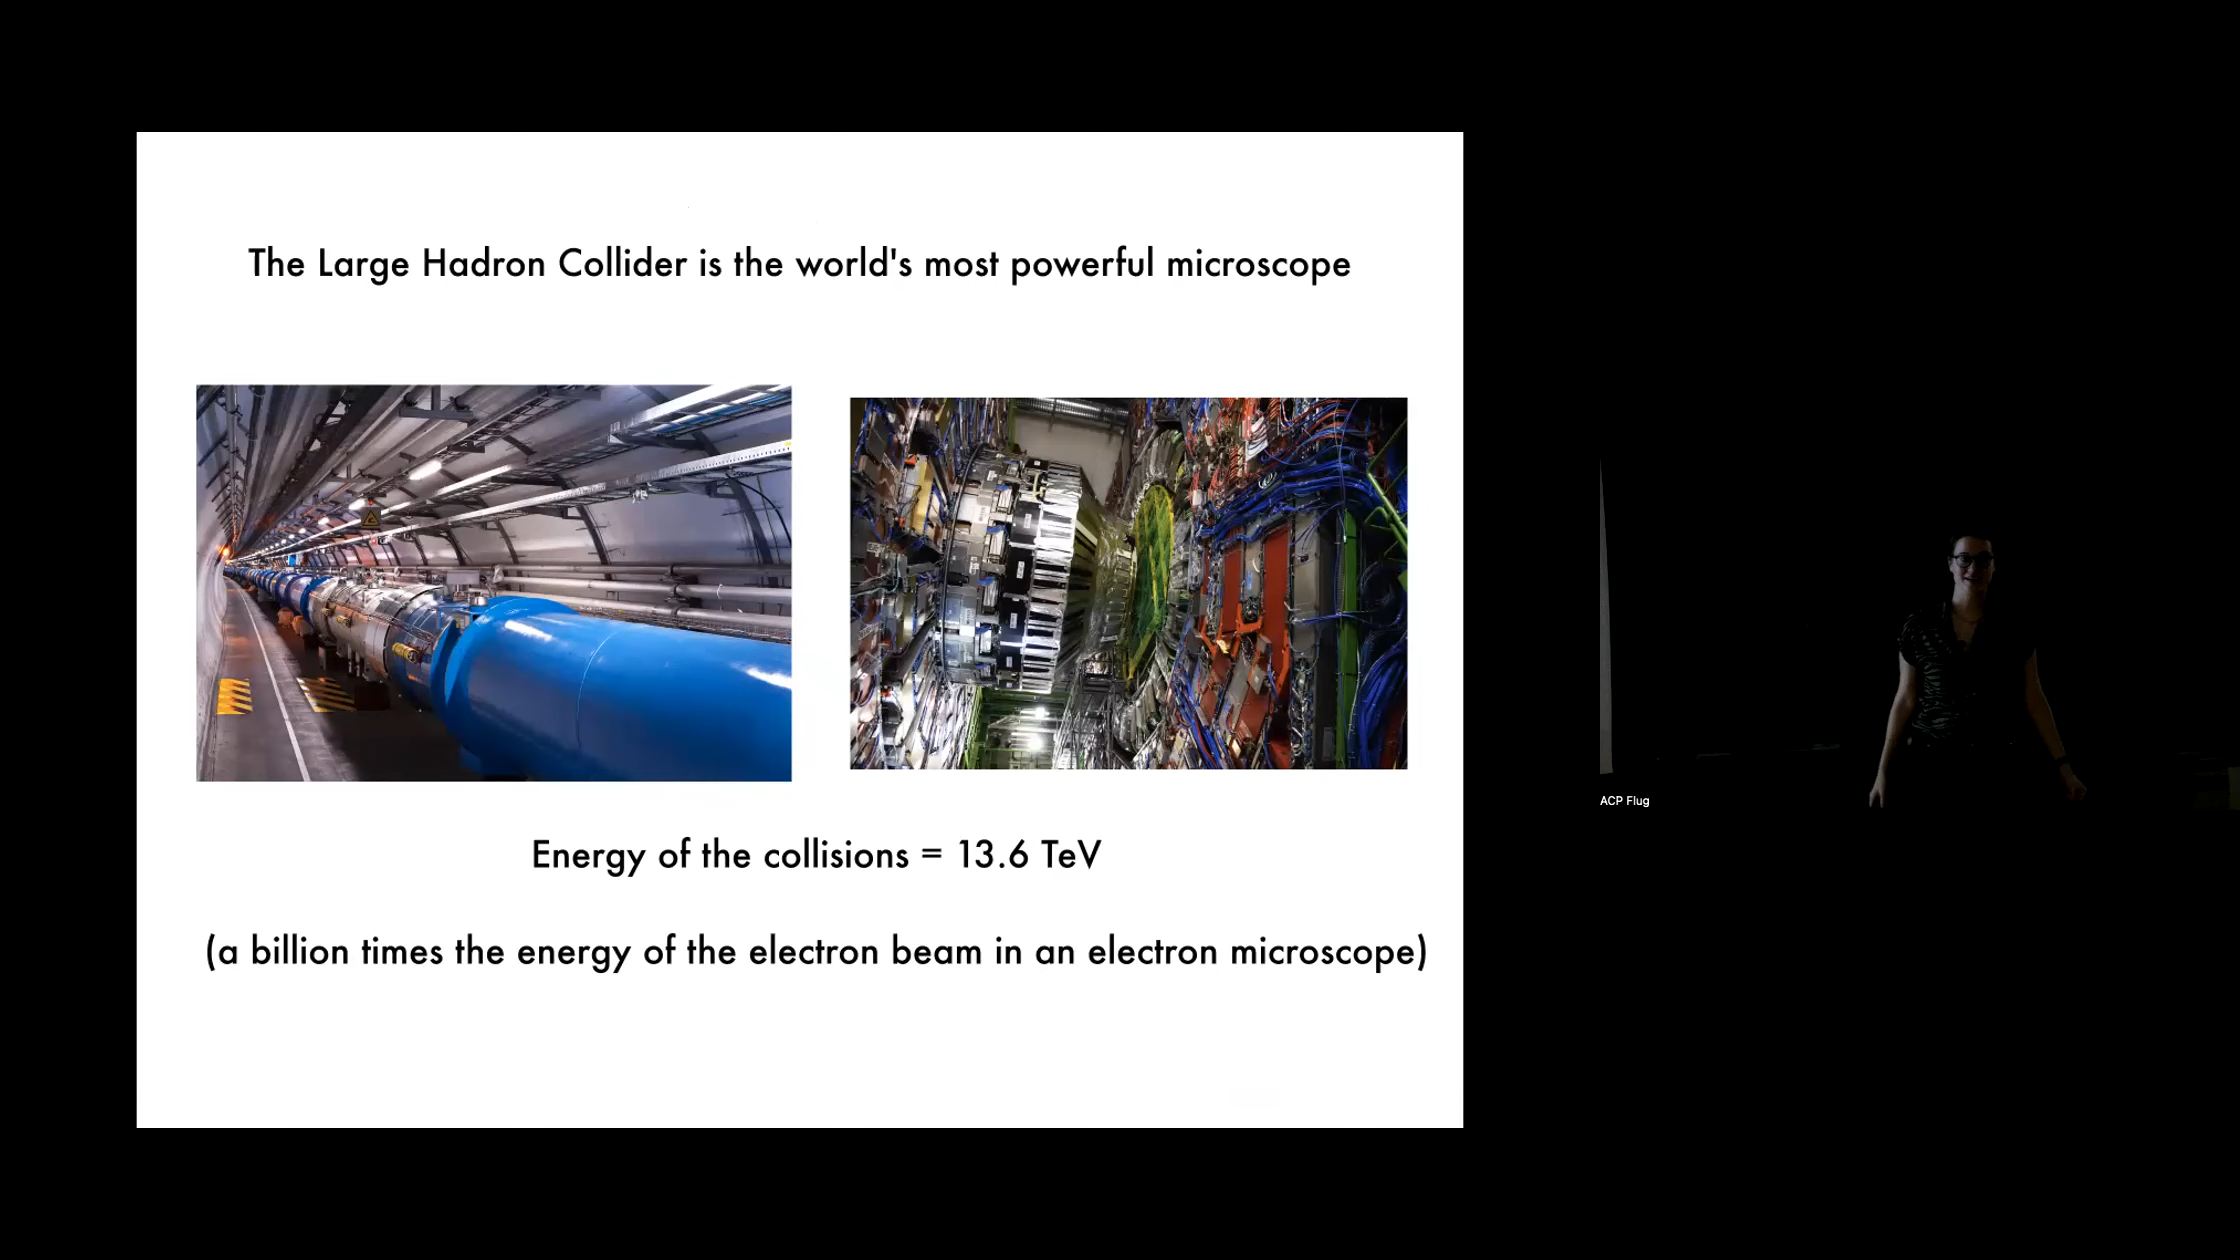 The Large Hadron Collider is the world's most powerful microscope
Energy of the collisions = 13.6 TeV
(a billion times the energy of the electron beam in an electron microscope)
ACP Flug